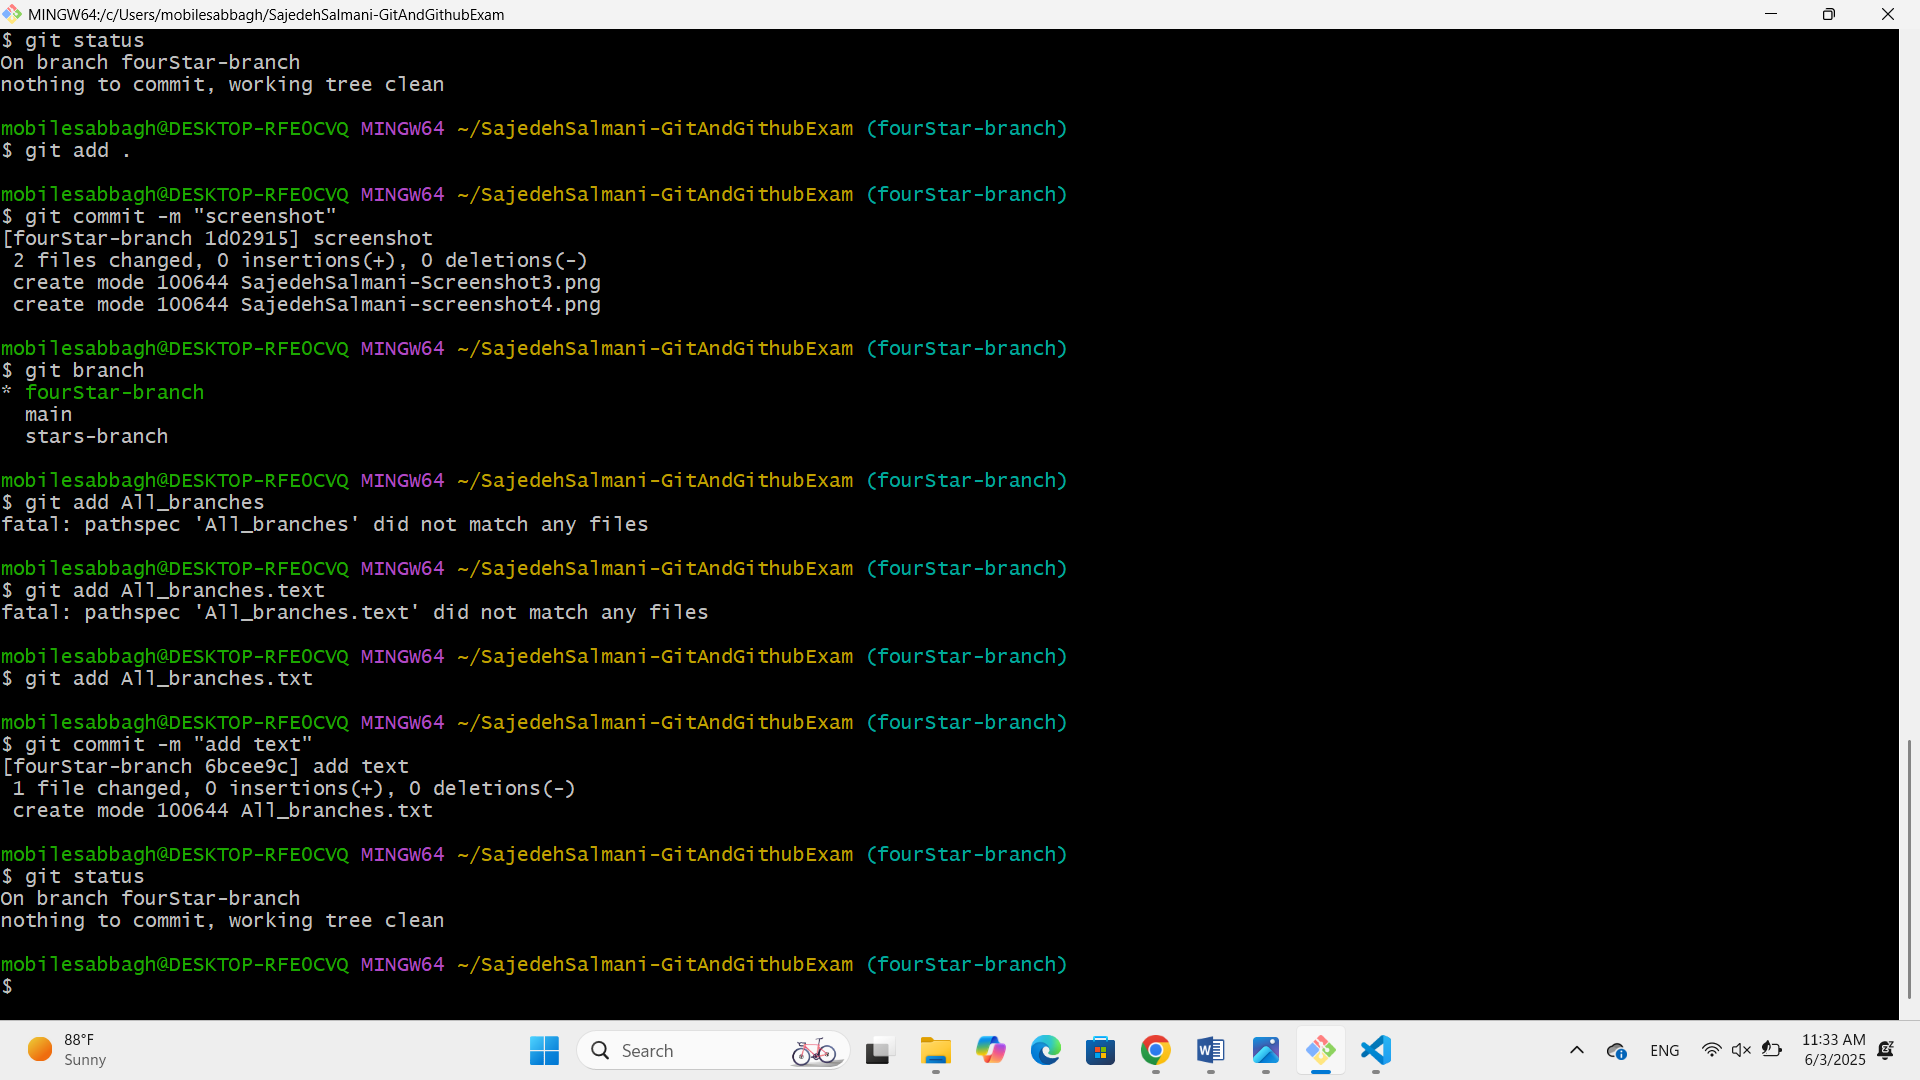 MINGW64:/c/Users/mobilesabbagh/SajedehSalmani-GitAndGithubExam
$ git status
On branch fourStar-branch
nothing to commit, working tree clean
mobilesabbagh@DESKTOP-RFE0CVQ MINGW64 ~/SajedehSalmani-GitAndGithubExam (fourStar-branch)
$ git add .
mobilesabbagh@DESKTOP-RFE0CVQ MINGW64 ~/SajedehSalmani-GitAndGithubExam (fourStar-branch)
$ git commit -m "screenshot"
[fourStar-branch 1d02915] screenshot
 2 files changed, 0 insertions(+), 0 deletions(-)
 create mode 100644 SajedehSalmani-Screenshot3.png
 create mode 100644 SajedehSalmani-screenshot4.png
mobilesabbagh@DESKTOP-RFE0CVQ MINGW64 ~/SajedehSalmani-GitAndGithubExam (fourStar-branch)
$ git branch
* fourStar-branch
  main
  stars-branch
mobilesabbagh@DESKTOP-RFE0CVQ MINGW64 ~/SajedehSalmani-GitAndGithubExam (fourStar-branch)
$ git add All_branches
fatal: pathspec 'All_branches' did not match any files
mobilesabbagh@DESKTOP-RFE0CVQ MINGW64 ~/SajedehSalmani-GitAndGithubExam (fourStar-branch)
$ git add All_branches.text
fatal: pathspec 'All_branches.text' did not match any files
mobilesabbagh@DESKTOP-RFE0CVQ MINGW64 ~/SajedehSalmani-GitAndGithubExam (fourStar-branch)
$ git add All_branches.txt
mobilesabbagh@DESKTOP-RFE0CVQ MINGW64 ~/SajedehSalmani-GitAndGithubExam (fourStar-branch)
$ git commit -m "add text"
[fourStar-branch 6bcee9c] add text
 1 file changed, 0 insertions(+), 0 deletions(-)
 create mode 100644 All_branches.txt
mobilesabbagh@DESKTOP-RFE0CVQ MINGW64 ~/SajedehSalmani-GitAndGithubExam (fourStar-branch)
$ git status
On branch fourStar-branch
nothing to commit, working tree clean
mobilesabbagh@DESKTOP-RFE0CVQ MINGW64 ~/SajedehSalmani-GitAndGithubExam (fourStar-branch)
$
88°F
Sunny
Search
ENG
11:33 AM
6/3/2025